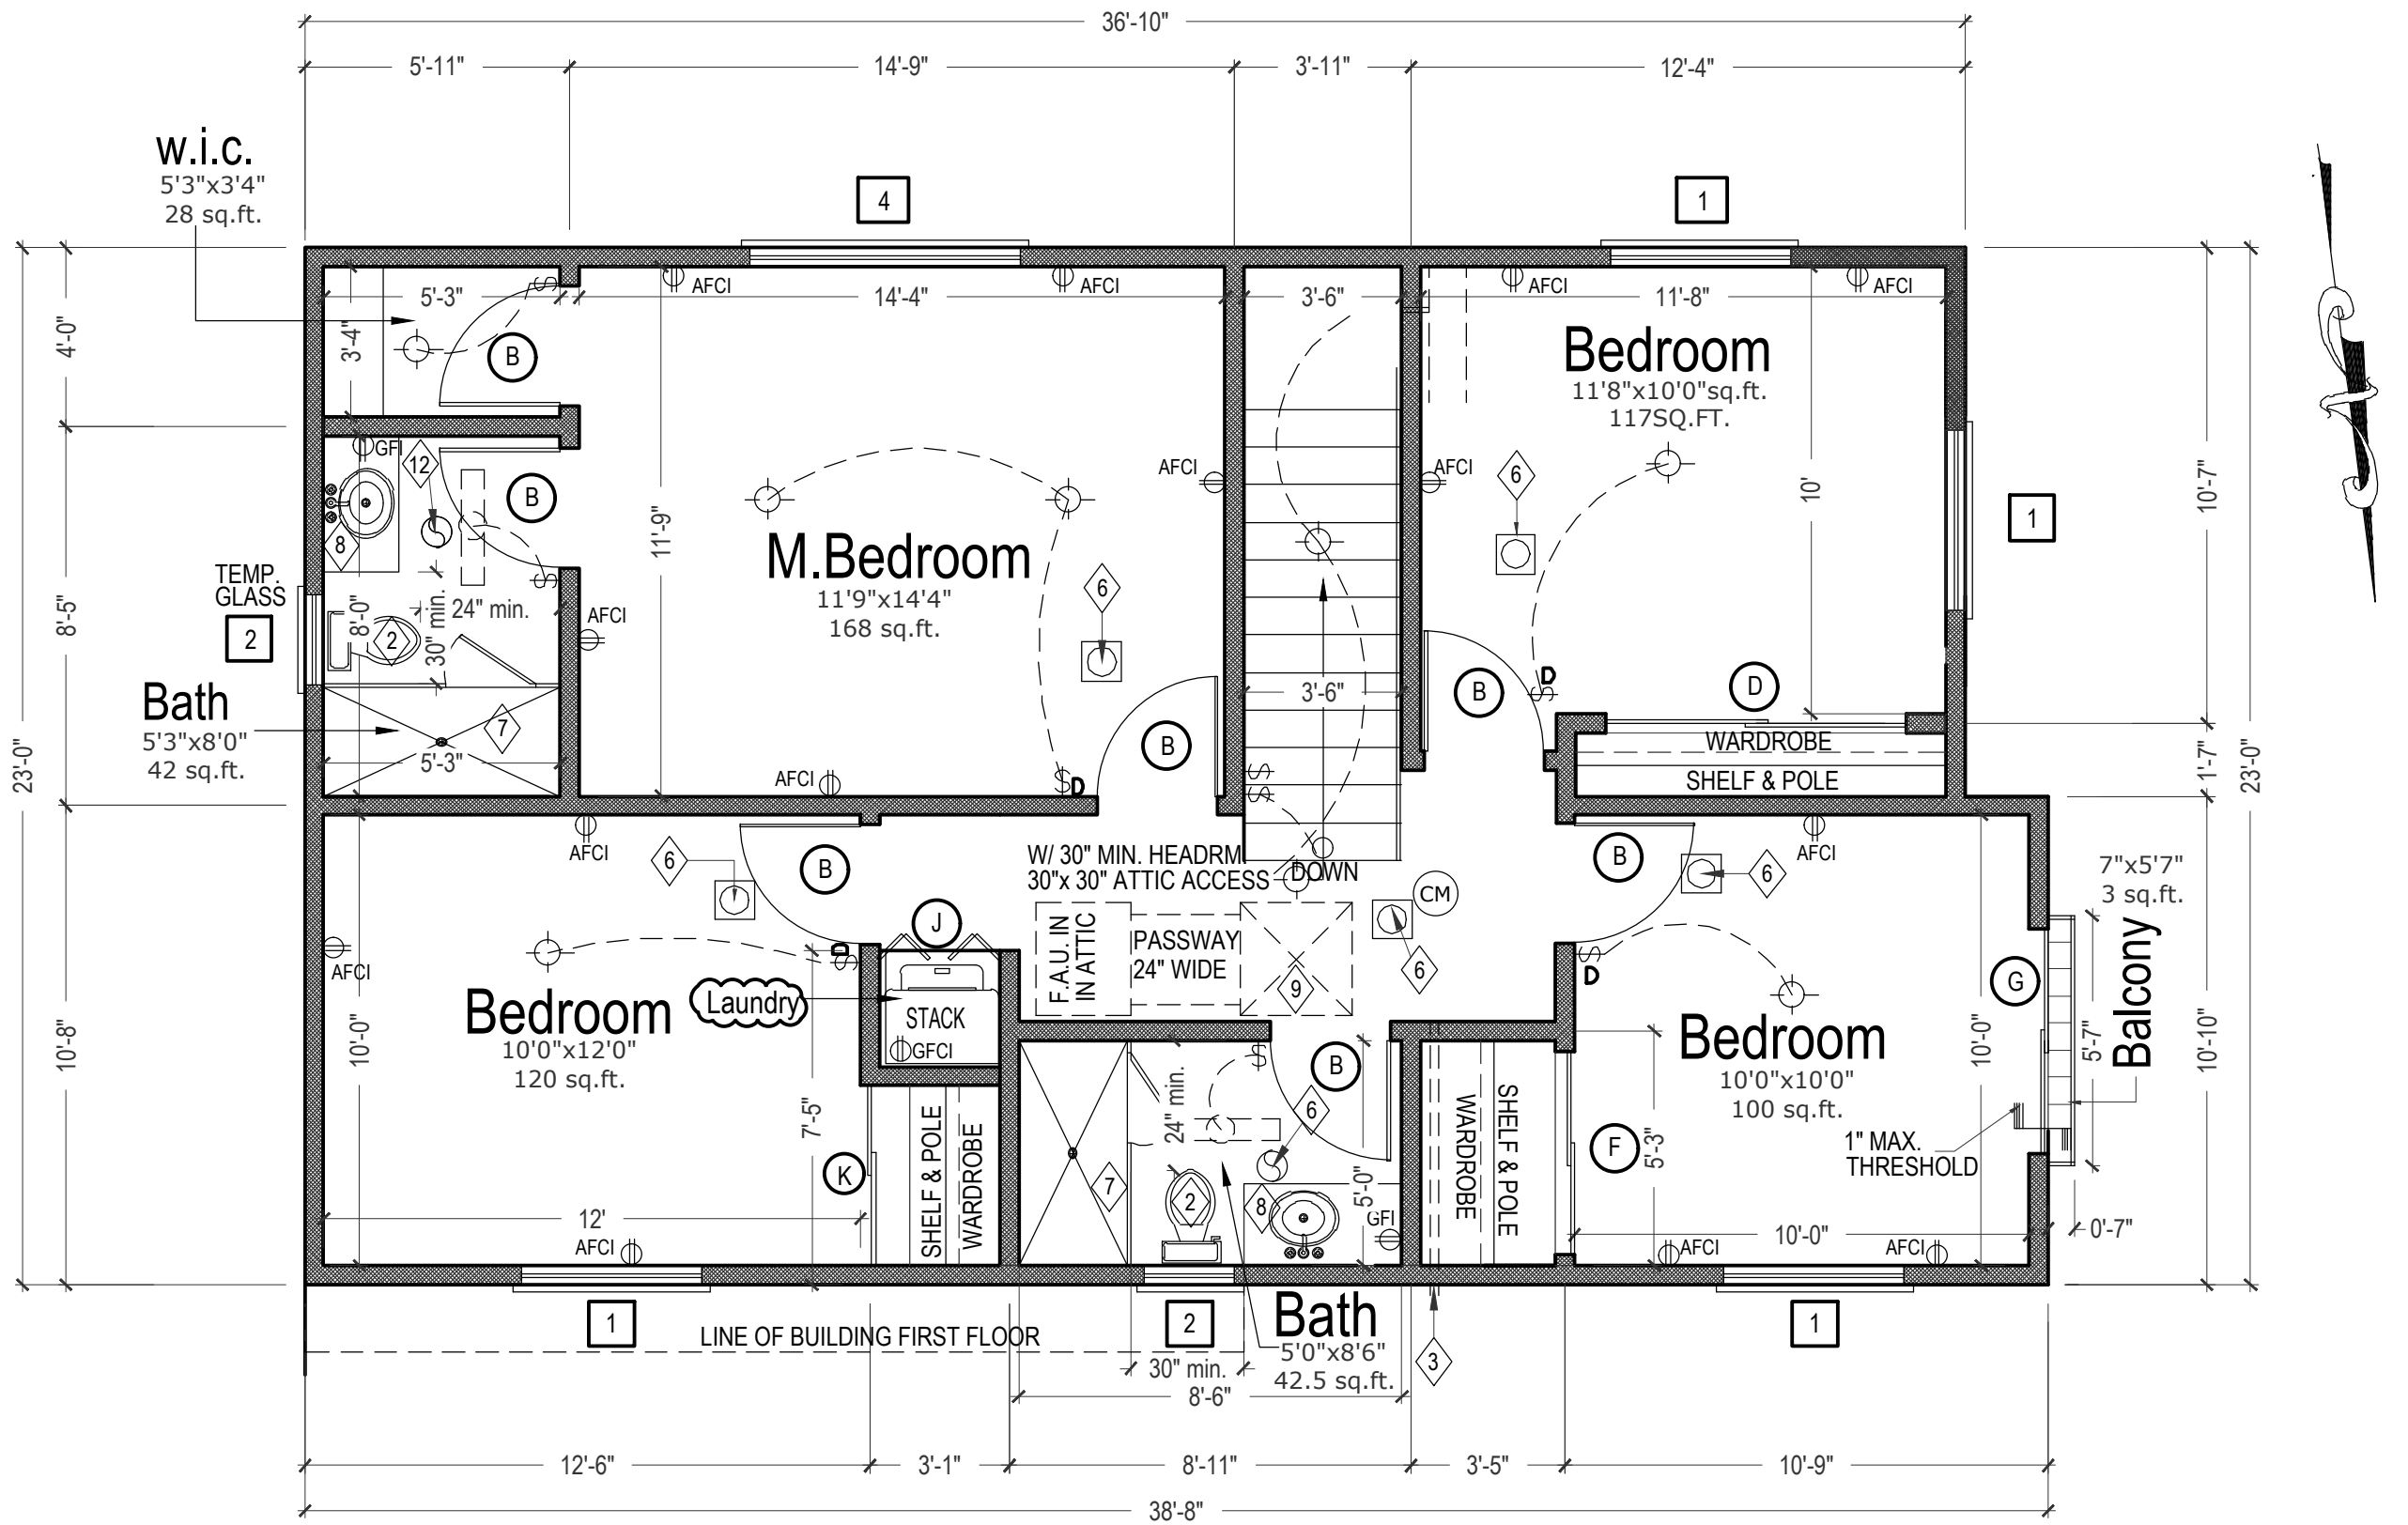 36'-10"
5'-11"
14'-9"
3'-11"
12'-4"
w.i.c.
5'3"x3'4"
28 sq.ft.
4
1
AFCI
AFCI
AFCI
AFCI
5'-3"
14'-4"
3'-6"
11'-8"
4'-0"
3'-4"
B
Bedroom
11'8"x10'0"sq.ft.
117SQ.FT.
GFI
12
B
AFCI
AFCI
6
10'
10'-7"
1
8
11'-9"
M.Bedroom
11'9"x14'4"
168 sq.ft.
6
TEMP.
GLASS
2
8'-5"
8'-0"
2
30" min.
24" min.
AFCI
Bath
5'3"x8'0"
42 sq.ft.
7
5'-3"
3'-6"
B
B
D
D
WARDROBE
SHELF & POLE
1'-7"
23'-0"
23'-0"
AFCI
D
AFCI
6
B
W/ 30" MIN. HEADRM.
30"x 30" ATTIC ACCESS
DOWN
CM
B
6
AFCI
7"x5'7"
3 sq.ft.
Balcony
AFCI
D
J
F.A.U. IN
IN ATTIC
PASSWAY
24" WIDE
9
6
D
G
Bedroom
10'0"x12'0"
120 sq.ft.
Laundry
STACK
GFCI
10'-8"
10'-0"
7'-5"
K
SHELF & POLE
WARDROBE
24" min.
B
6
7
2
8
5'-0"
GFI
WARDROBE
SHELF & POLE
F
5'-3"
Bedroom
10'0"x10'0"
100 sq.ft.
10'-0"
5'-7"
10'-10"
1" MAX.
THRESHOLD
12'
AFCI
10'-0"
AFCI
AFCI
0'-7"
1
LINE OF BUILDING FIRST FLOOR
2
Bath
5'0"x8'6"
42.5 sq.ft.
3
1
30" min.
8'-6"
12'-6"
3'-1"
8'-11"
3'-5"
10'-9"
38'-8"